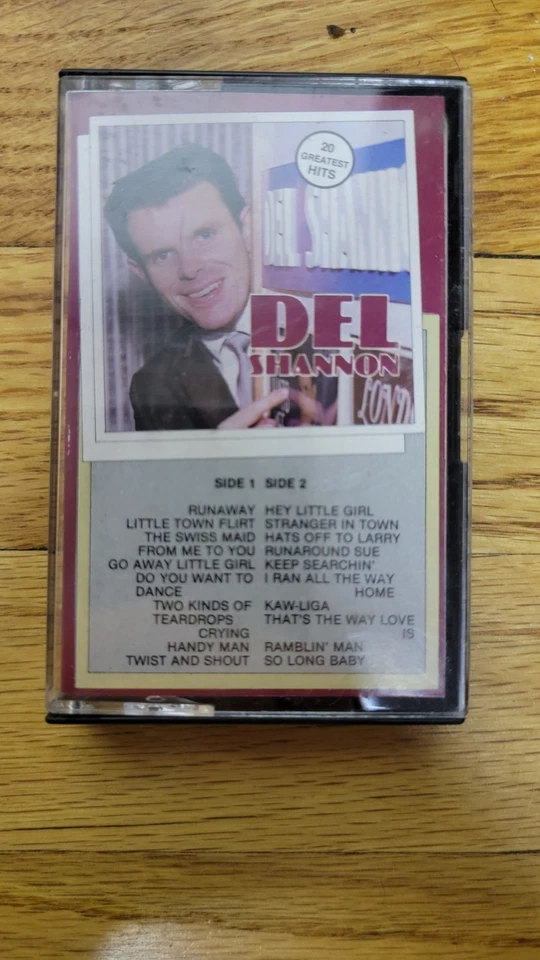 20
GREATEST
HITS
DEL SHANNON
DEL
SHANNON
SIDE 1 SIDE 2
RUNAWAY HEY LITTLE GIRL
LITTLE TOWN FLIRT STRANGER IN TOWN
THE SWISS MAID HATS OFF TO LARRY
FROM ME TO YOU RUNAROUND SUE
GO AWAY LITTLE GIRL KEEP SEARCHIN'
DO YOU WANT TO I RAN ALL THE WAY
DANCE HOME
TWO KINDS OF KAW-LIGA
TEARDROPS THAT'S THE WAY LOVE
CRYING IS
HANDY MAN RAMBLIN' MAN
TWIST AND SHOUT SO LONG BABY